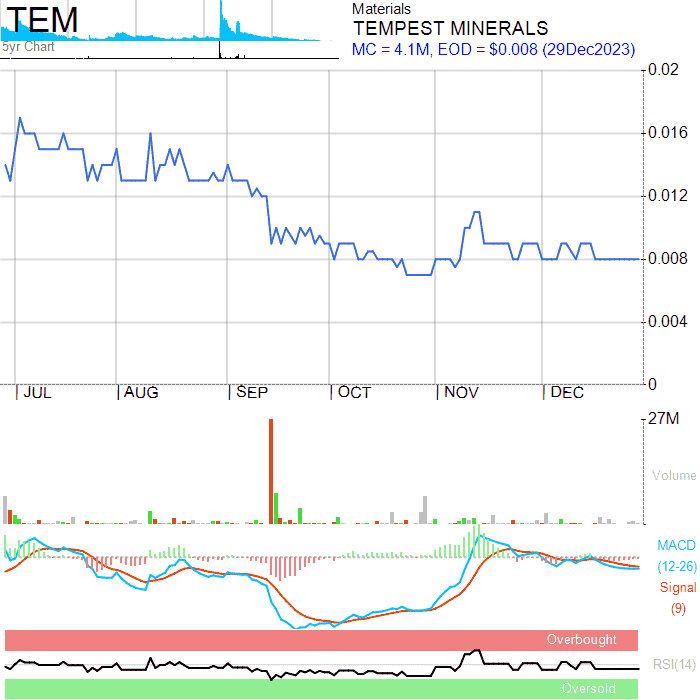 TEM
5yr Chart
Materials
TEMPEST MINERALS
MC = 4.1M, EOD = $0.008 (29Dec2023)
0.02
0.016
0.012
0.008
0.004
0
JUL AUG SEP OCT NOV DEC
27M
Volume
MACD
(12-26)
Signal
(9)
Overbought
RSI(14)
Oversold